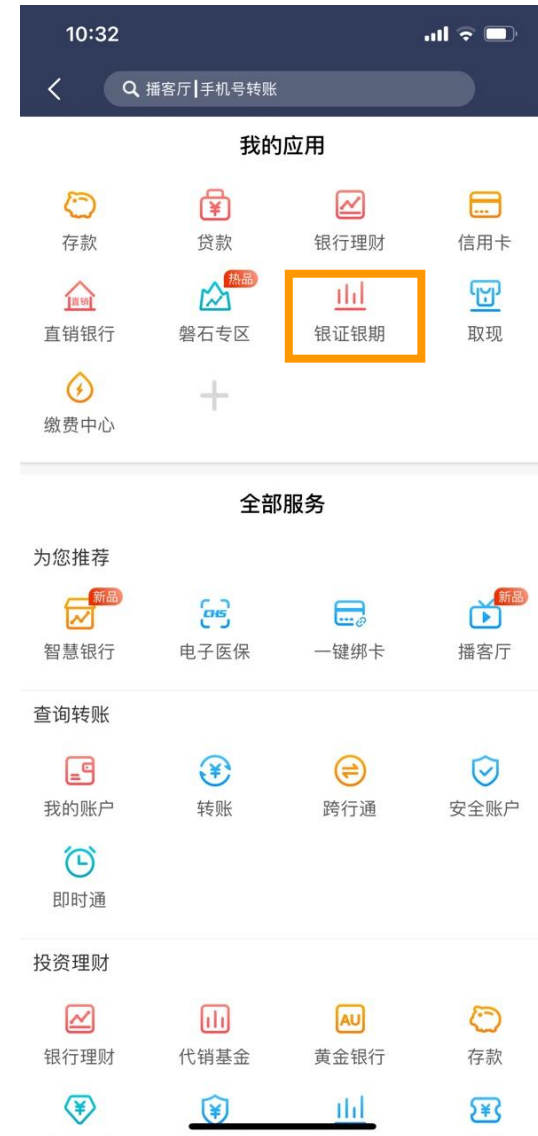 10:32
播客厅|手机号转账
我的应用
存款 贷款 银行理财 信用卡
直销
热品
直销银行 磐石专区 银证银期 取现
缴费中心
全部服务
为您推荐
新品 CHS 新品
智慧银行 电子医保 一键绑卡 播客厅
查询转账
我的账户 转账 跨行通 安全账户
即时通
投资理财
AU
银行理财 代销基金 黄金银行 存款